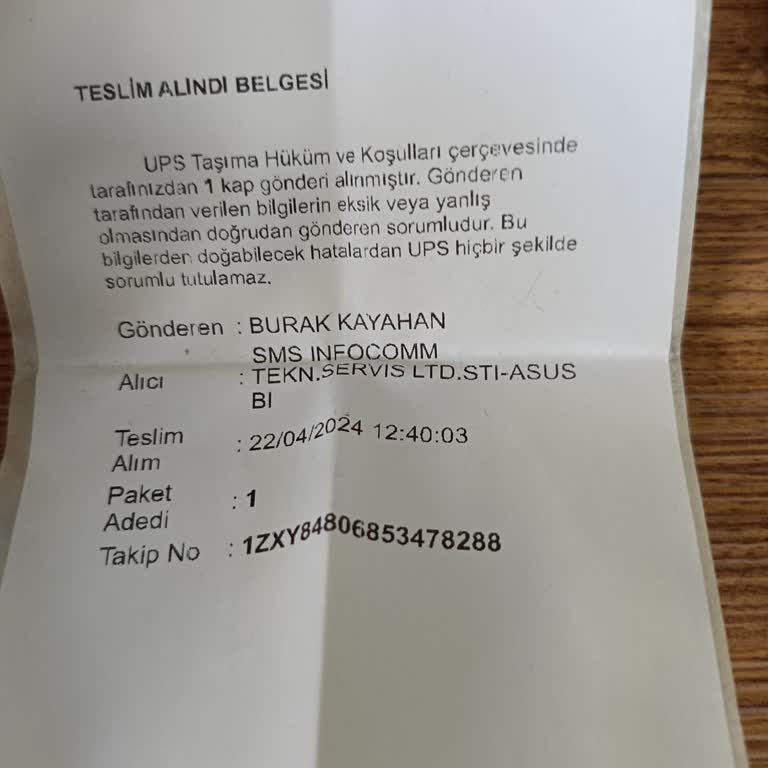 TESLİM ALINDI BELGESİ
UPS Taşıma Hüküm ve Koşulları çerçevesinde
tarafınızdan 1 kap gönderi alınmıştır. Gönderen
tarafından verilen bilgilerin eksik veya yanlış
olmasından doğrudan gönderen sorumludur. Bu
bilgilerden doğabilecek hatalardan UPS hiçbir şekilde
sorumlu tutulamaz.
Gönderen : BURAK KAYAHAN
SMS INFOCOMM
Alıcı : TEKN.SERVIS LTD.STI-ASUS
BI
Teslim
Alım : 22/04/2024 12:40:03
Paket
Adedi : 1
Takip No : 1ZXY84806853478288